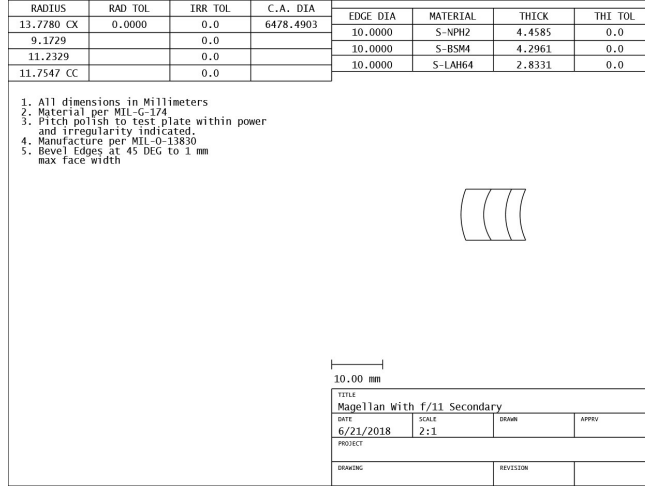 RADIUS RAD TOL IRR TOL C.A. DIA
13.7780 CX 0.0000 0.0 6478.4903
9.1729 0.0
11.2329 0.0
11.7547 CC 0.0
EDGE DIA MATERIAL THICK THI TOL
10.0000 S-NPH2 4.4585 0.0
10.0000 S-BSM4 4.2961 0.0
10.0000 S-LAH64 2.8331 0.0
1. All dimensions in Millimeters
2. Material per MIL-G-174
3. Pitch polish to test plate within power
and irregularity indicated.
4. Manufacture per MIL-O-13830
5. Bevel Edges at 45 DEG to 1 mm
max face width
10.00 mm
TITLE
Magellan With f/11 Secondary
DATE SCALE DRAWN APPRV
6/21/2018 2:1
PROJECT
DRAWING REVISION